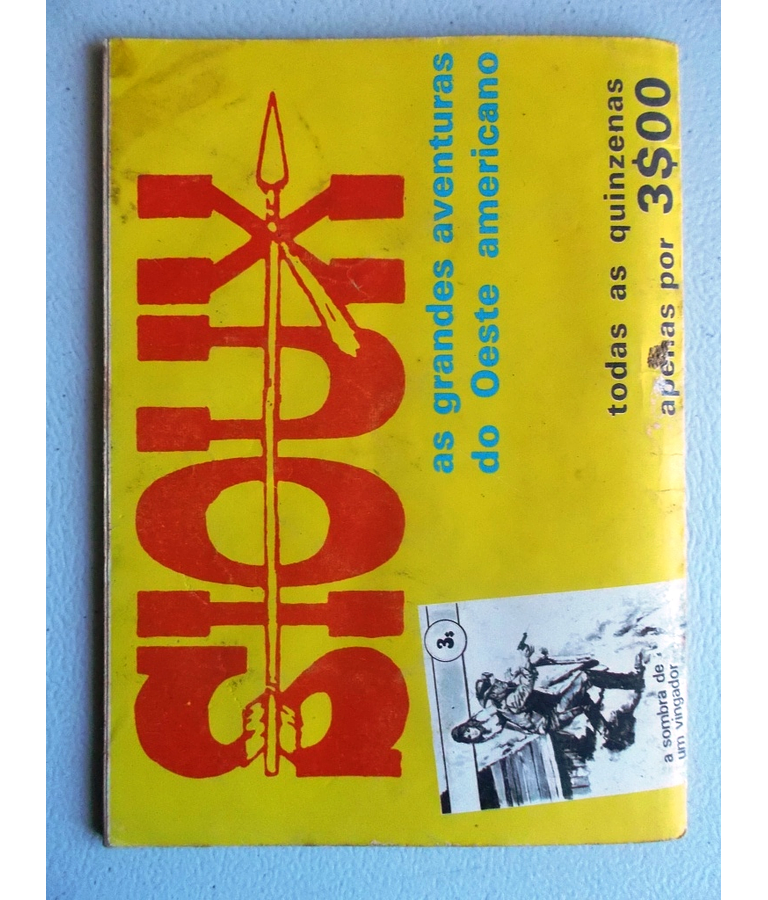 SIOUX
as grandes aventuras
do Oeste americano
todas as quinzenas
apenas por 3$00
3$
a sombra de
um vingador